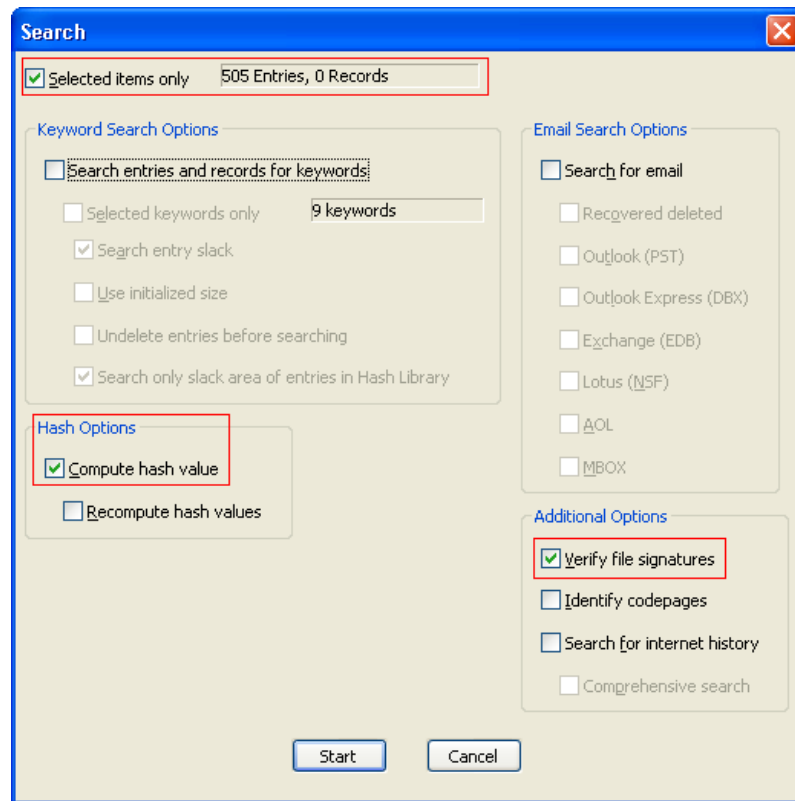 Search
Selected items only 505 Entries, 0 Records
Keyword Search Options
Search entries and records for keywords
Selected keywords only 9 keywords
Search entry slack
Use initialized size
Undelete entries before searching
Search only slack area of entries in Hash Library
Hash Options
Compute hash value
Recompute hash values
Email Search Options
Search for email
Recovered deleted
Outlook (PST)
Outlook Express (DBX)
Exchange (EDB)
Lotus (NSF)
AOL
MBOX
Additional Options
Verify file signatures
Identify codepages
Search for internet history
Comprehensive search
Start Cancel